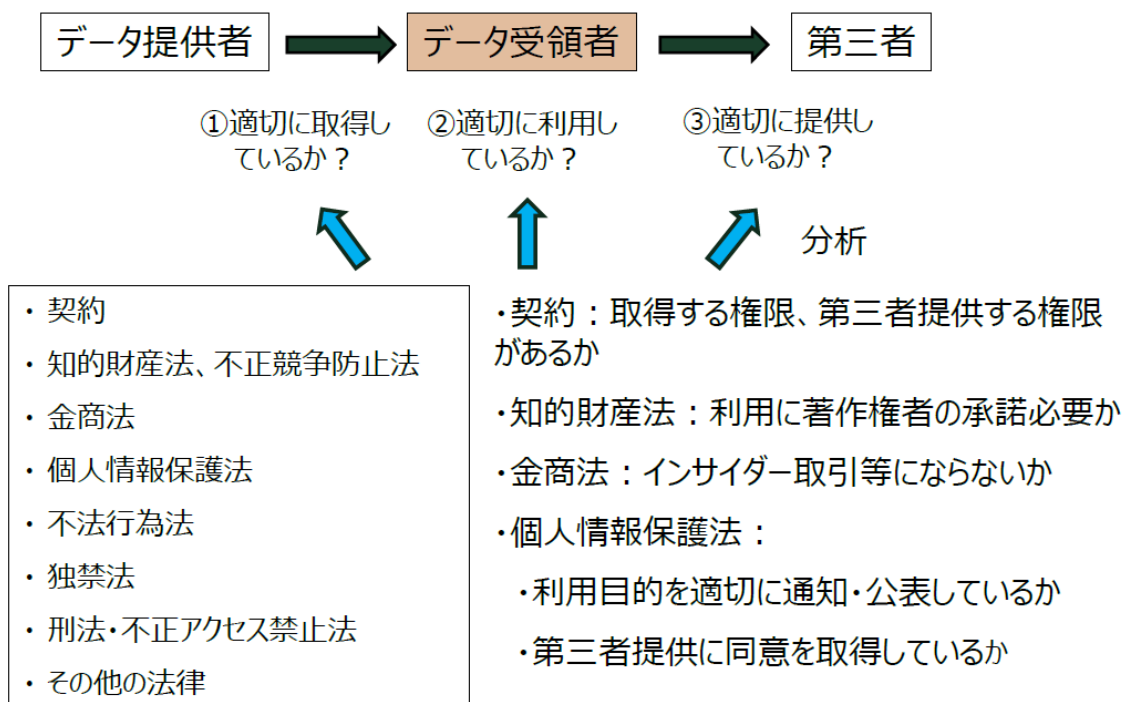 データ提供者
データ受領者
第三者
①適切に取得し
ているか？
②適切に利用し
ているか？
③適切に提供し
ているか？
分析
・ 契約
・ 知的財産法、不正競争防止法
・ 金商法
・ 個人情報保護法
・ 不法行為法
・ 独禁法
・ 刑法・不正アクセス禁止法
・ その他の法律
・契約：取得する権限、第三者提供する権限
があるか
・知的財産法：利用に著作権者の承諾必要か
・金商法：インサイダー取引等にならないか
・個人情報保護法：
・利用目的を適切に通知・公表しているか
・第三者提供に同意を取得しているか